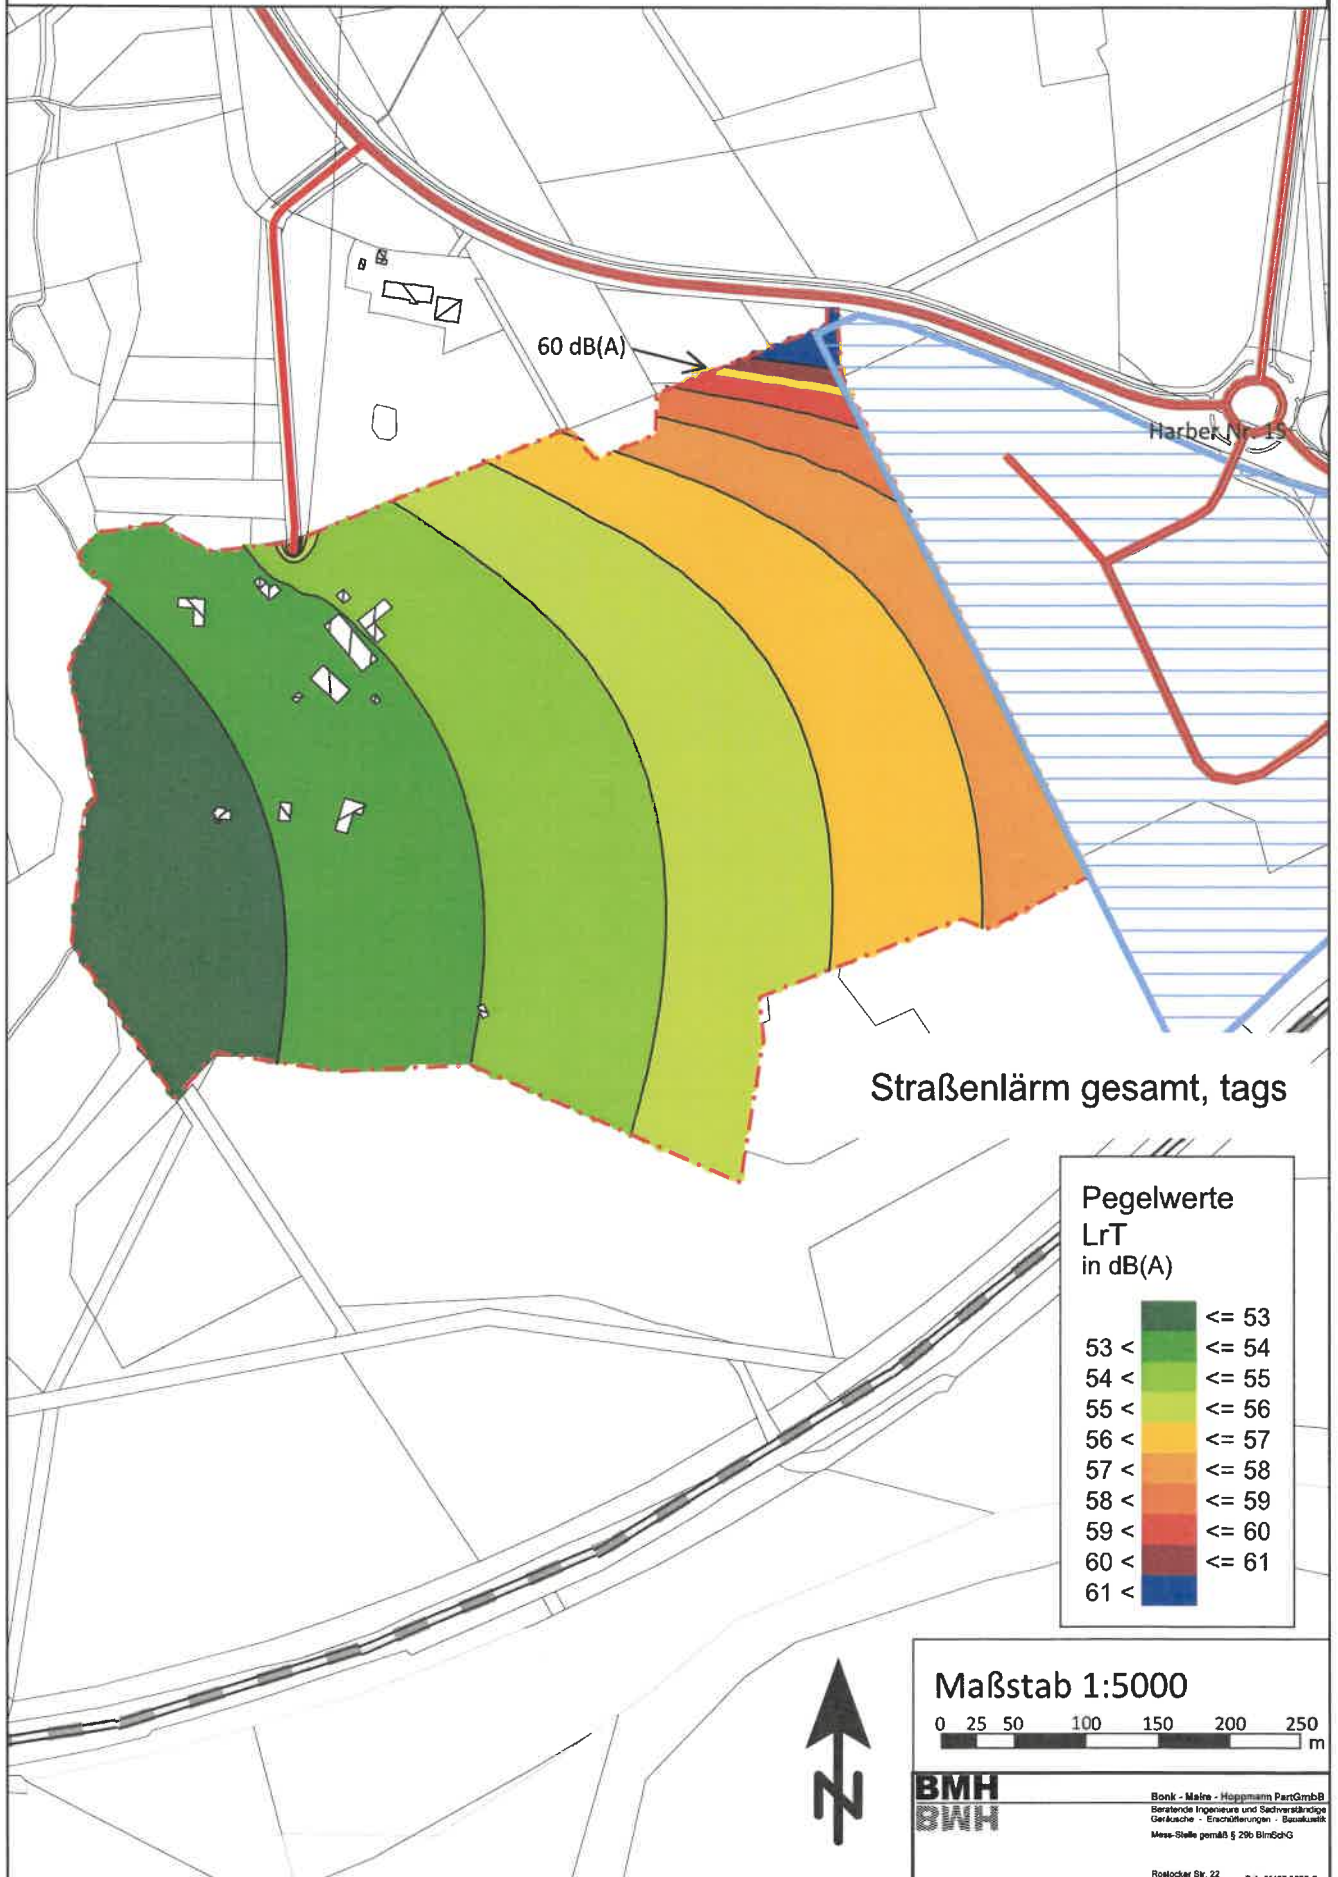 60 dB(A)
Harber Nr. 15
Straßenlärm gesamt, tags
Pegelwerte
LrT
in dB(A)
<= 53
53 < <= 54
54 < <= 55
55 < <= 56
56 < <= 57
57 < <= 58
58 < <= 59
59 < <= 60
60 < <= 61
61 <
Maßstab 1:5000
0 25 50 100 150 200 250
m
N
BMH
Bonk - Maire - Hoppmann PartGmbB
Beratende Ingenieure und Sachverständige
Geräusche - Erschütterungen - Bauakustik
Mess-Stelle gemäß § 29b BImSchG
Rostocker Str. 22